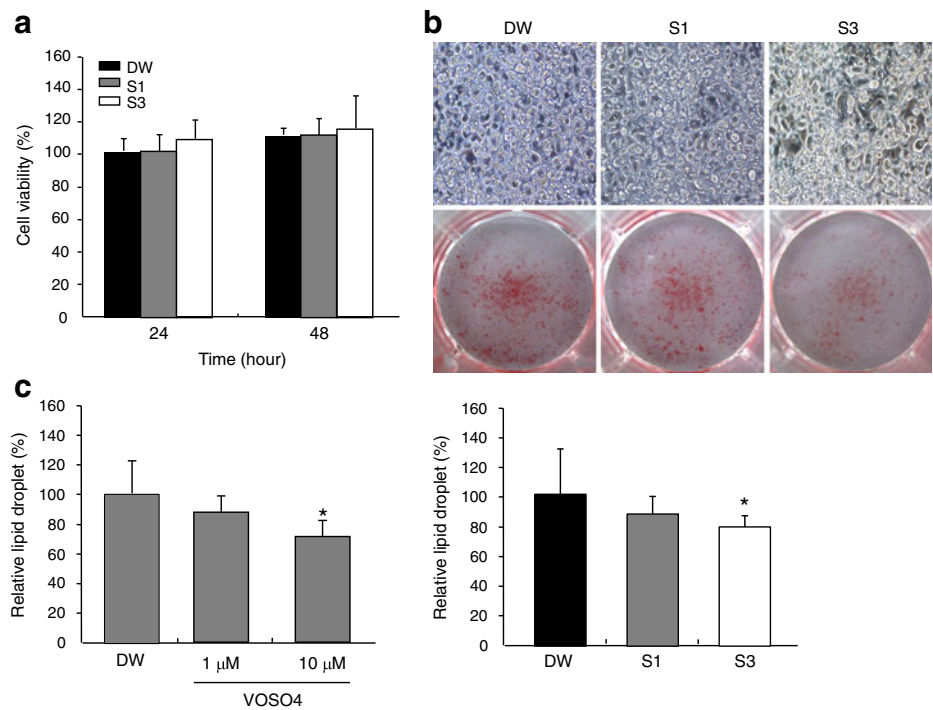 a
160
140
120
100
80
60
40
20
0
Cell viability (%)
DW
S1
S3
24 48
Time (hour)
b
DW S1 S3
c
160
140
120
100
80
60
40
20
0
Relative lipid droplet (%)
*
DW 1 μM 10 μM
VOSO4
160
140
120
100
80
60
40
20
0
Relative lipid droplet (%)
*
DW S1 S3